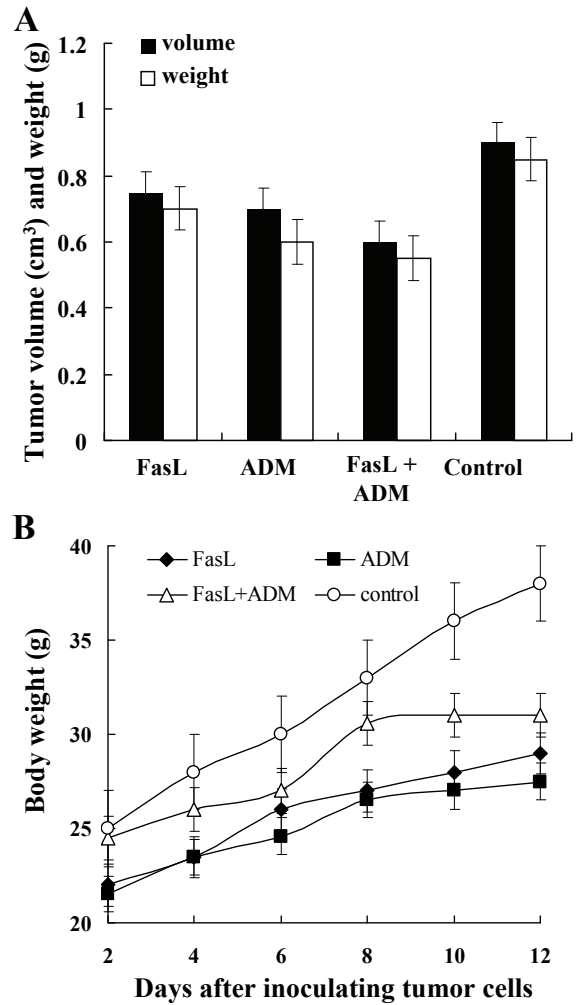 A
volume
weight
Tumor volume (cm³) and weight (g)
1.2
1
0.8
0.6
0.4
0.2
0
FasL
ADM
FasL +
ADM
Control
B
FasL
ADM
FasL+ADM
control
Body weight (g)
40
35
30
25
20
2
4
6
8
10
12
Days after inoculating tumor cells